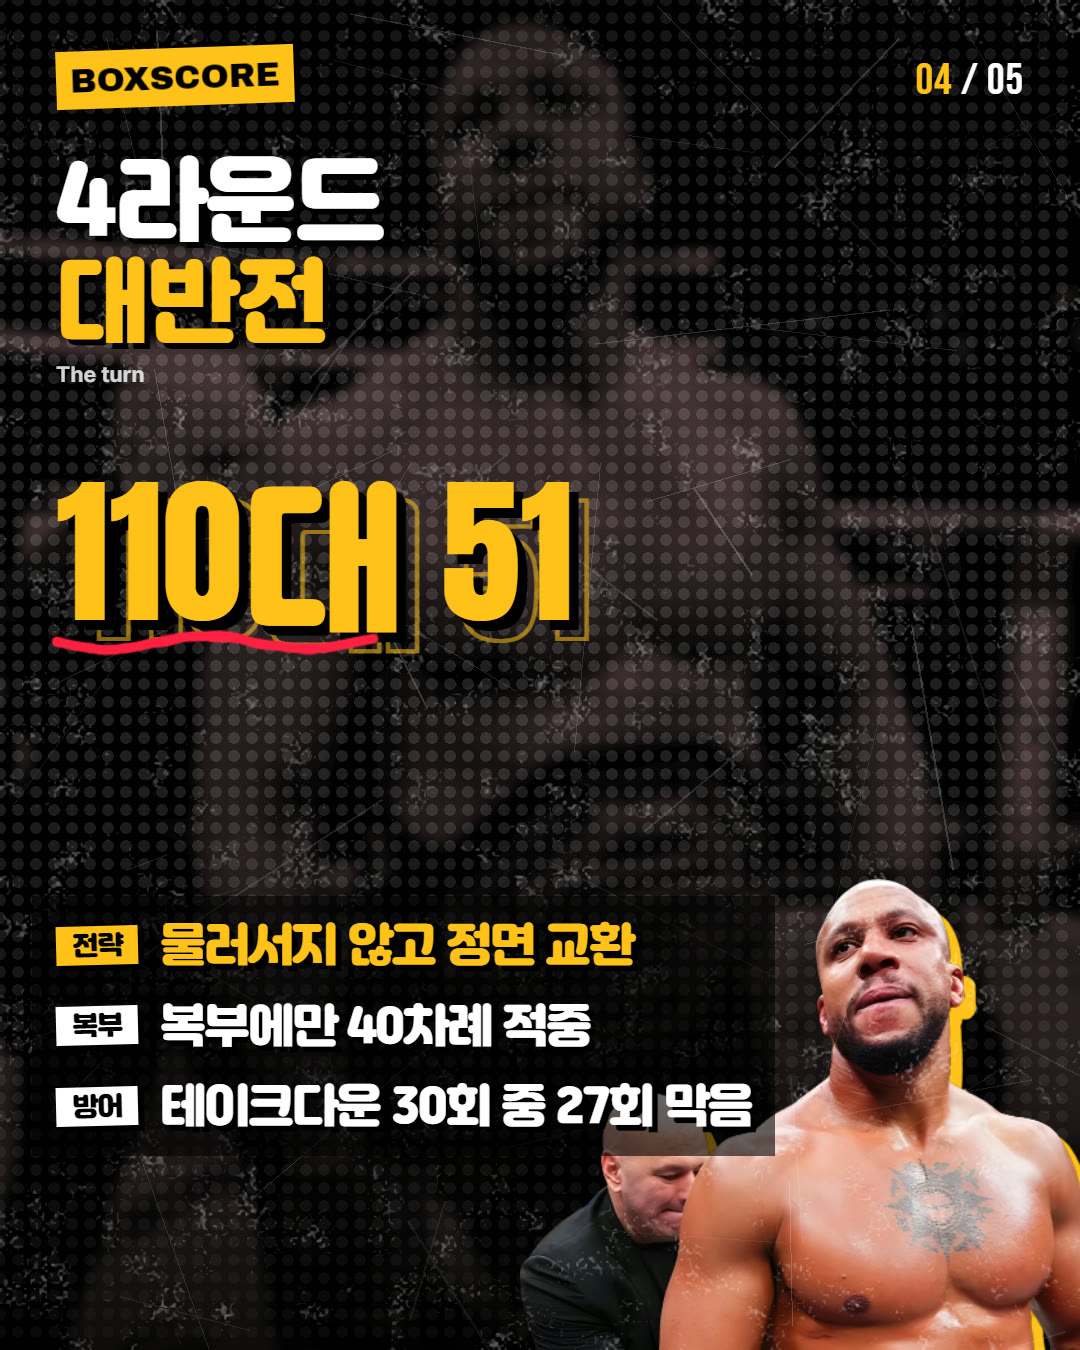 BOXSCORE
04 / 05
4라운드
대반전
The turn
110대 51
전략 물러서지 않고 정면 교환
복부 복부에만 40차례 적중
방어 테이크다운 30회 중 27회 막음